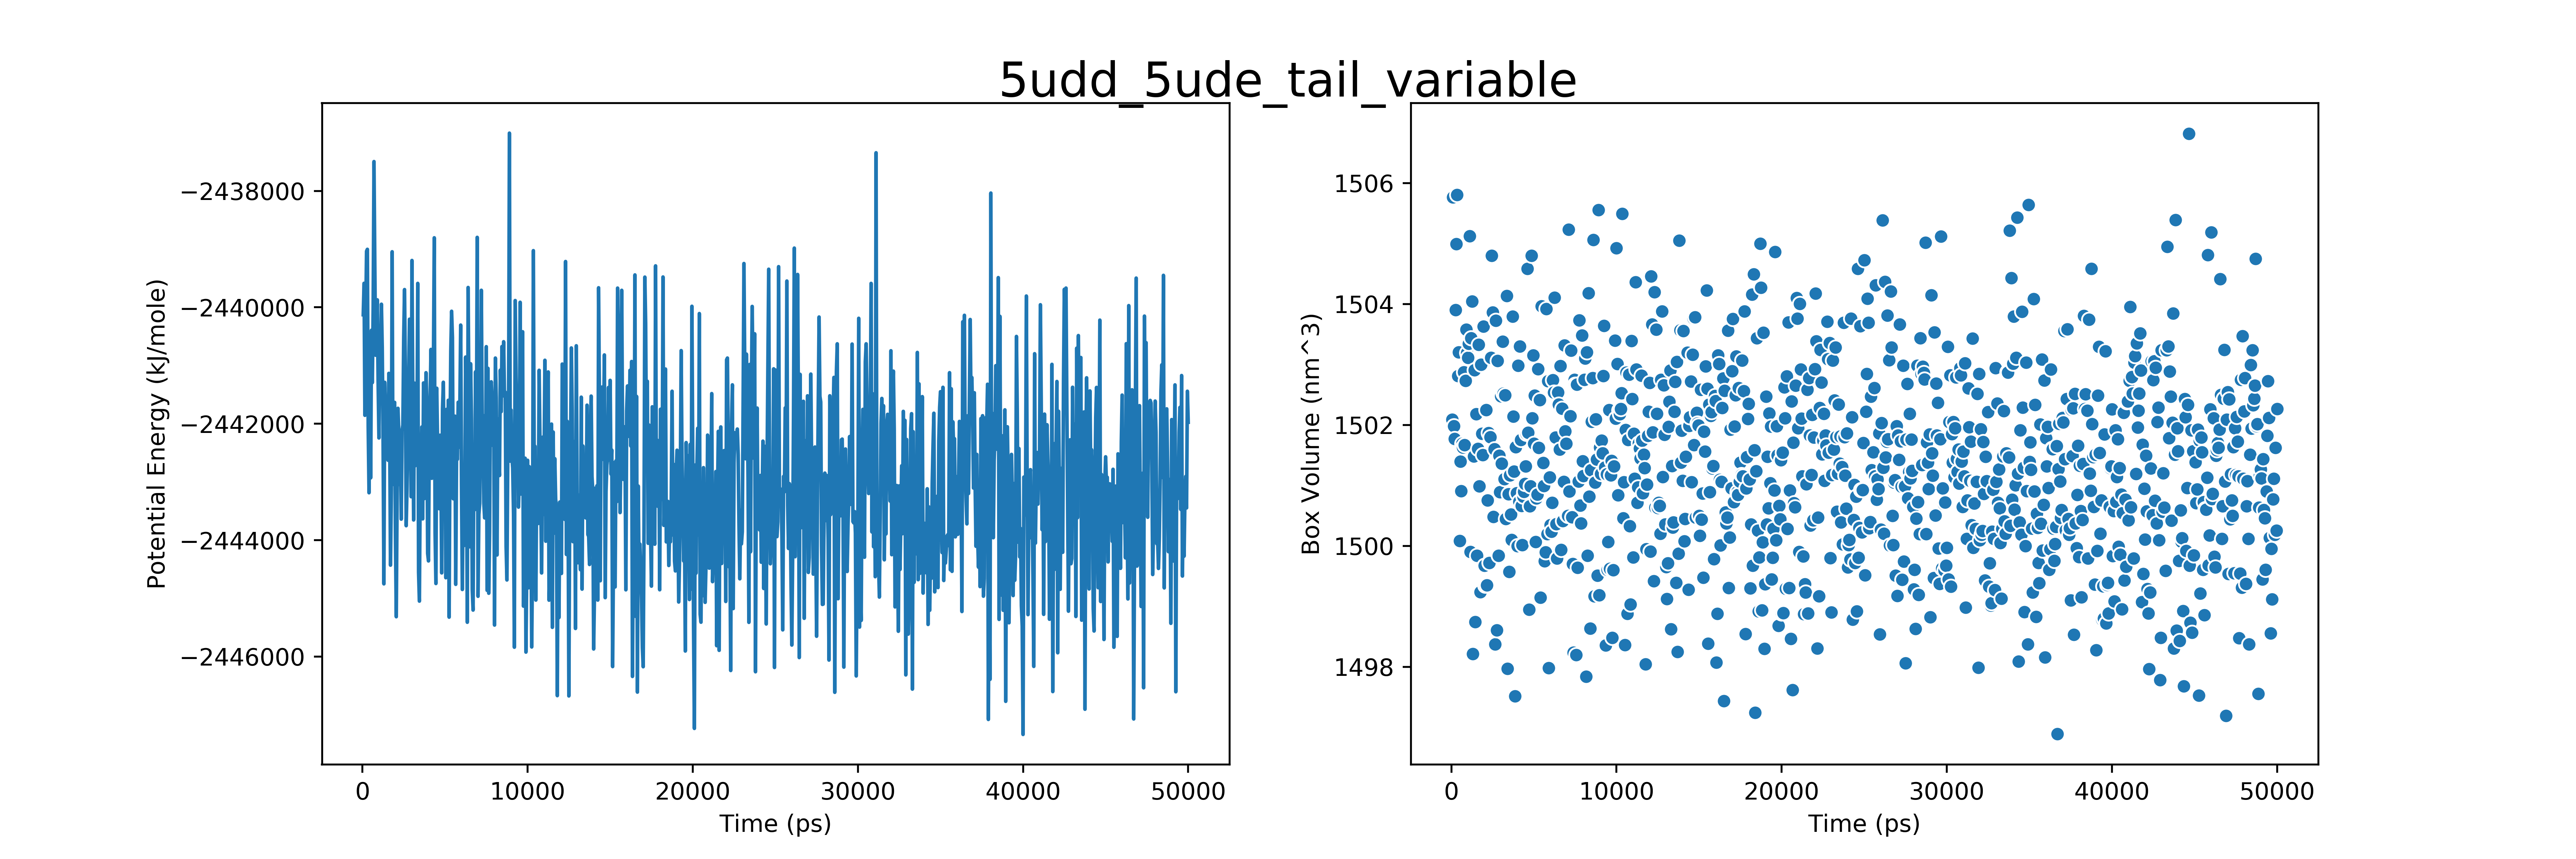 5udd_5ude_tail_variable
Potential Energy (kJ/mole)
−2438000
−2440000
−2442000
−2444000
−2446000
0 10000 20000 30000 40000 50000
Time (ps)
Box Volume (nm^3)
1506
1504
1502
1500
1498
0 10000 20000 30000 40000 50000
Time (ps)